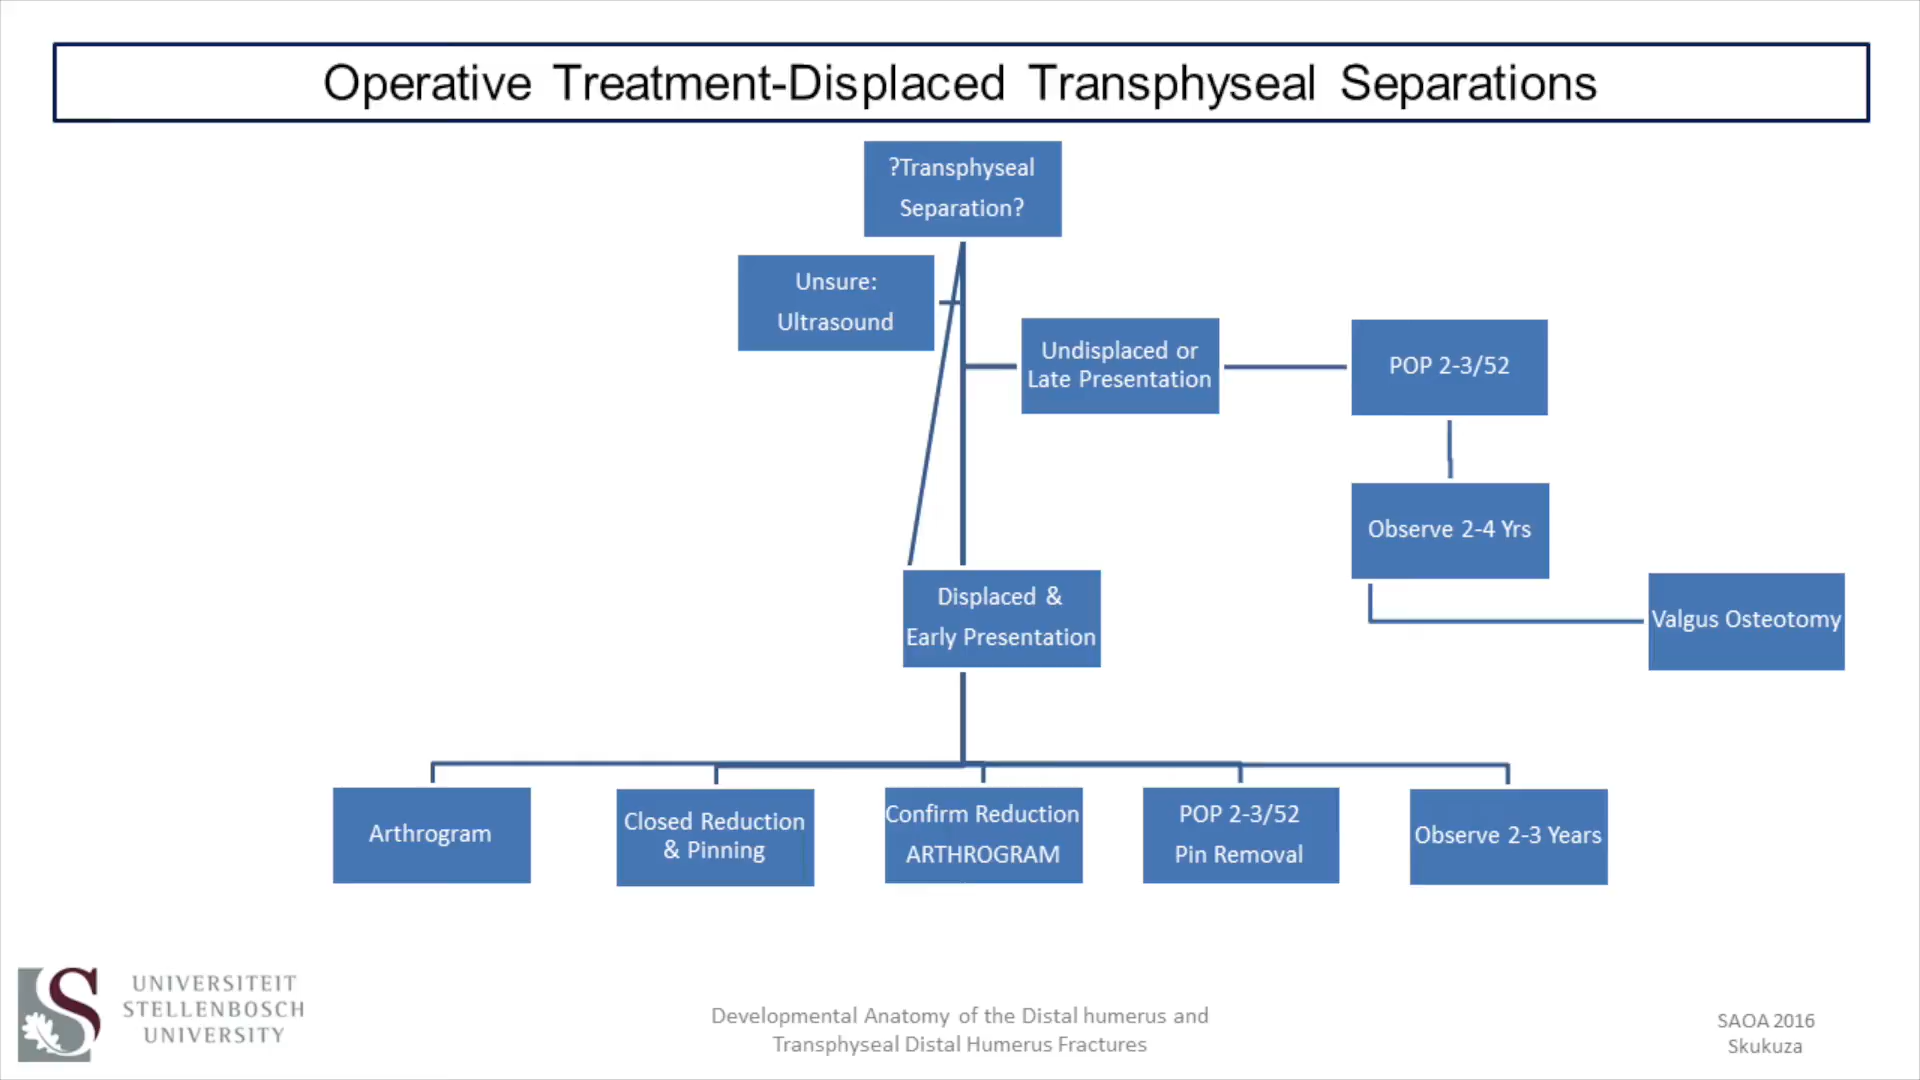 Operative Treatment-Displaced Transphyseal Separations
?Transphyseal
Separation?
Unsure:
Ultrasound
Undisplaced or
Late Presentation
POP 2-3/52
Observe 2-4 Yrs
Valgus Osteotomy
Displaced &
Early Presentation
Arthrogram
Closed Reduction
& Pinning
Confirm Reduction
ARTHROGRAM
POP 2-3/52
Pin Removal
Observe 2-3 Years
UNIVERSITEIT
STELLENBOSCH
UNIVERSITY
Developmental Anatomy of the Distal humerus and
Transphyseal Distal Humerus Fractures
SAOA 2016
Skukuza